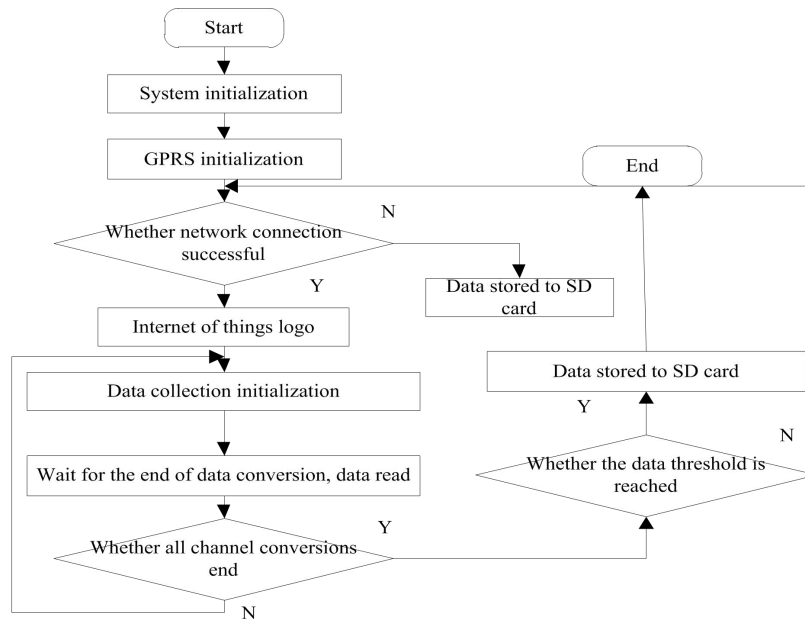 Start
System initialization
GPRS initialization
End
N
Whether network connection
successful
Y
Data stored to SD
card
Internet of things logo
Data stored to SD card
Data collection initialization
Y
N
Whether the data threshold is
reached
Wait for the end of data conversion, data read
Y
Whether all channel conversions
end
N